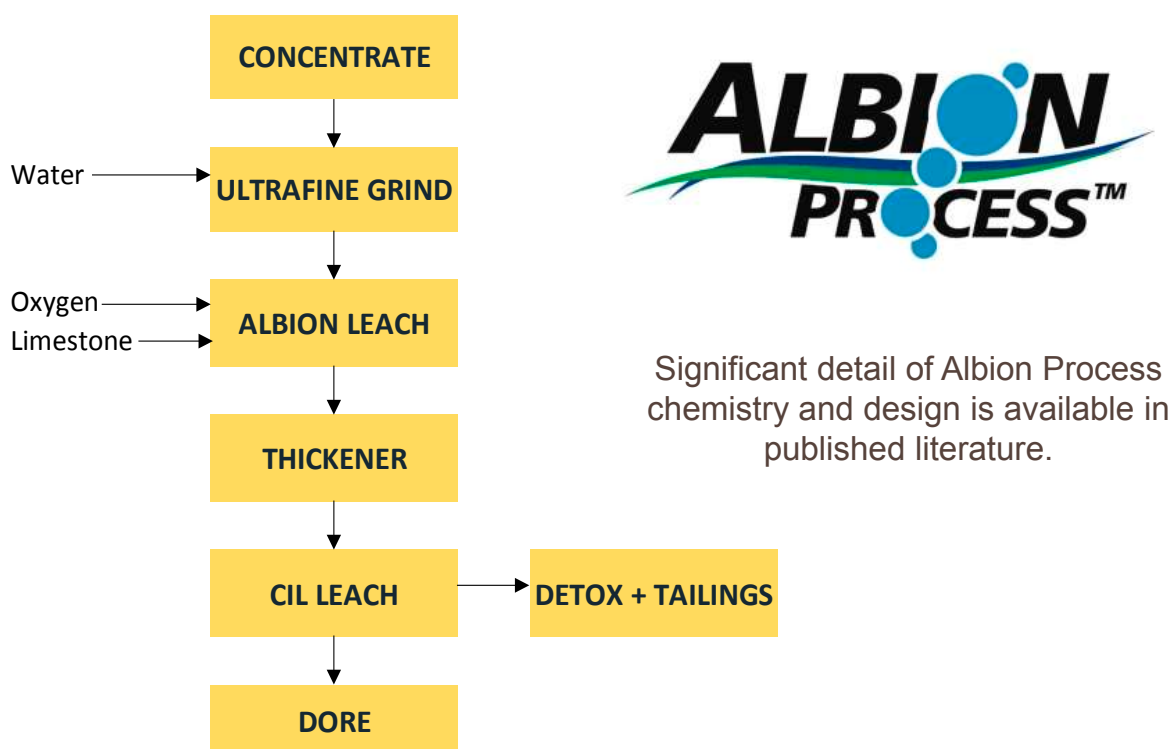 CONCENTRATE
Water
ULTRAFINE GRIND
Oxygen
Limestone
ALBION LEACH
THICKENER
CIL LEACH
DETOX + TAILINGS
DORE
ALBION
PROCESS™
Significant detail of Albion Process
chemistry and design is available in
published literature.